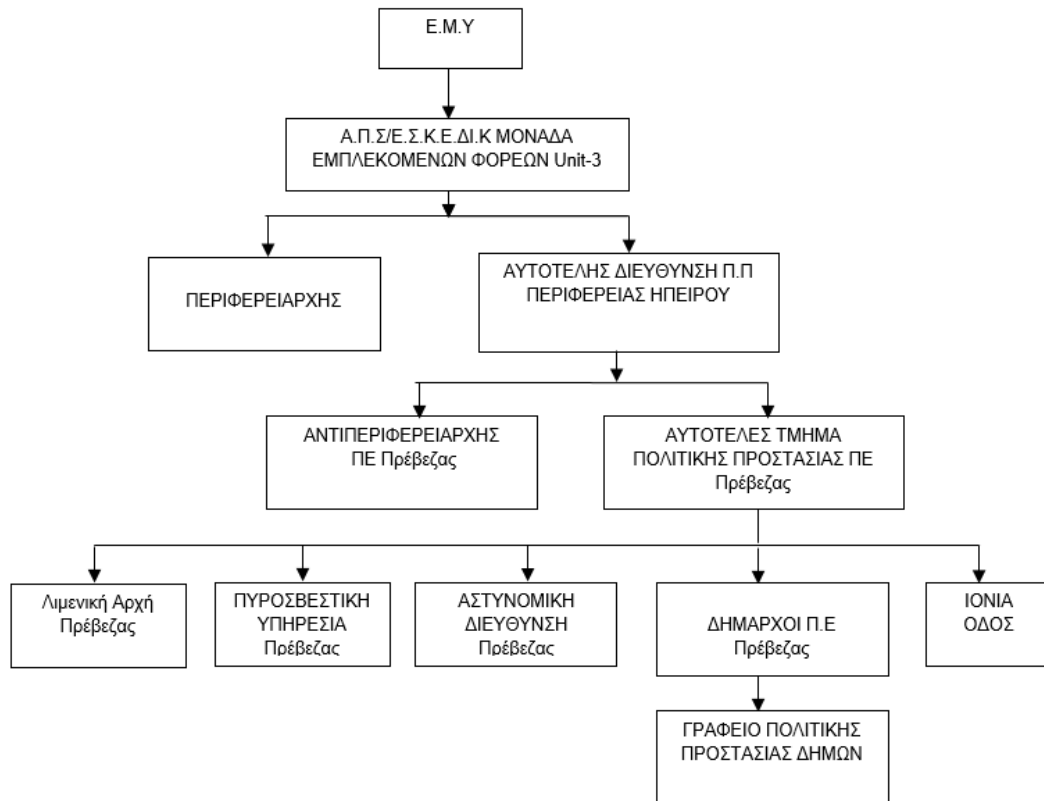 Ε.Μ.Υ
Α.Π.Σ/Ε.Σ.Κ.Ε.ΔΙ.Κ ΜΟΝΑΔΑ
ΕΜΠΛΕΚΟΜΕΝΩΝ ΦΟΡΕΩΝ Unit-3
ΠΕΡΙΦΕΡΕΙΑΡΧΗΣ
ΑΥΤΟΤΕΛΗΣ ΔΙΕΥΘΥΝΣΗ Π.Π
ΠΕΡΙΦΕΡΕΙΑΣ ΗΠΕΙΡΟΥ
ΑΝΤΙΠΕΡΙΦΕΡΕΙΑΡΧΗΣ
ΠΕ Πρέβεζας
ΑΥΤΟΤΕΛΕΣ ΤΜΗΜΑ
ΠΟΛΙΤΙΚΗΣ ΠΡΟΣΤΑΣΙΑΣ ΠΕ
Πρέβεζας
Λιμενική Αρχή
Πρέβεζας
ΠΥΡΟΣΒΕΣΤΙΚΗ
ΥΠΗΡΕΣΙΑ
Πρέβεζας
ΑΣΤΥΝΟΜΙΚΗ
ΔΙΕΥΘΥΝΣΗ
Πρέβεζας
ΔΗΜΑΡΧΟΙ Π.Ε
Πρέβεζας
ΙΟΝΙΑ
ΟΔΟΣ
ΓΡΑΦΕΙΟ ΠΟΛΙΤΙΚΗΣ
ΠΡΟΣΤΑΣΙΑΣ ΔΗΜΩΝ